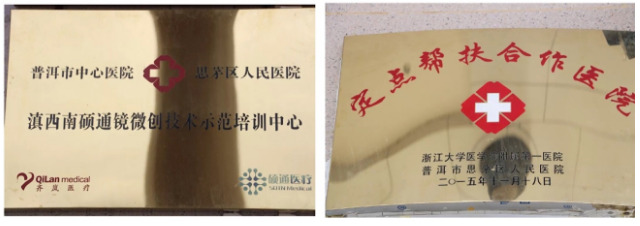 普洱市中心医院 思茅区人民医院
滇西南硕通镜微创技术示范培训中心
QiLan medical
齐岚医疗
硕通医疗
定点帮扶合作医院
浙江大学医学院附属第一医院
普洱市思茅区人民医院
二〇一五年十一月十八日